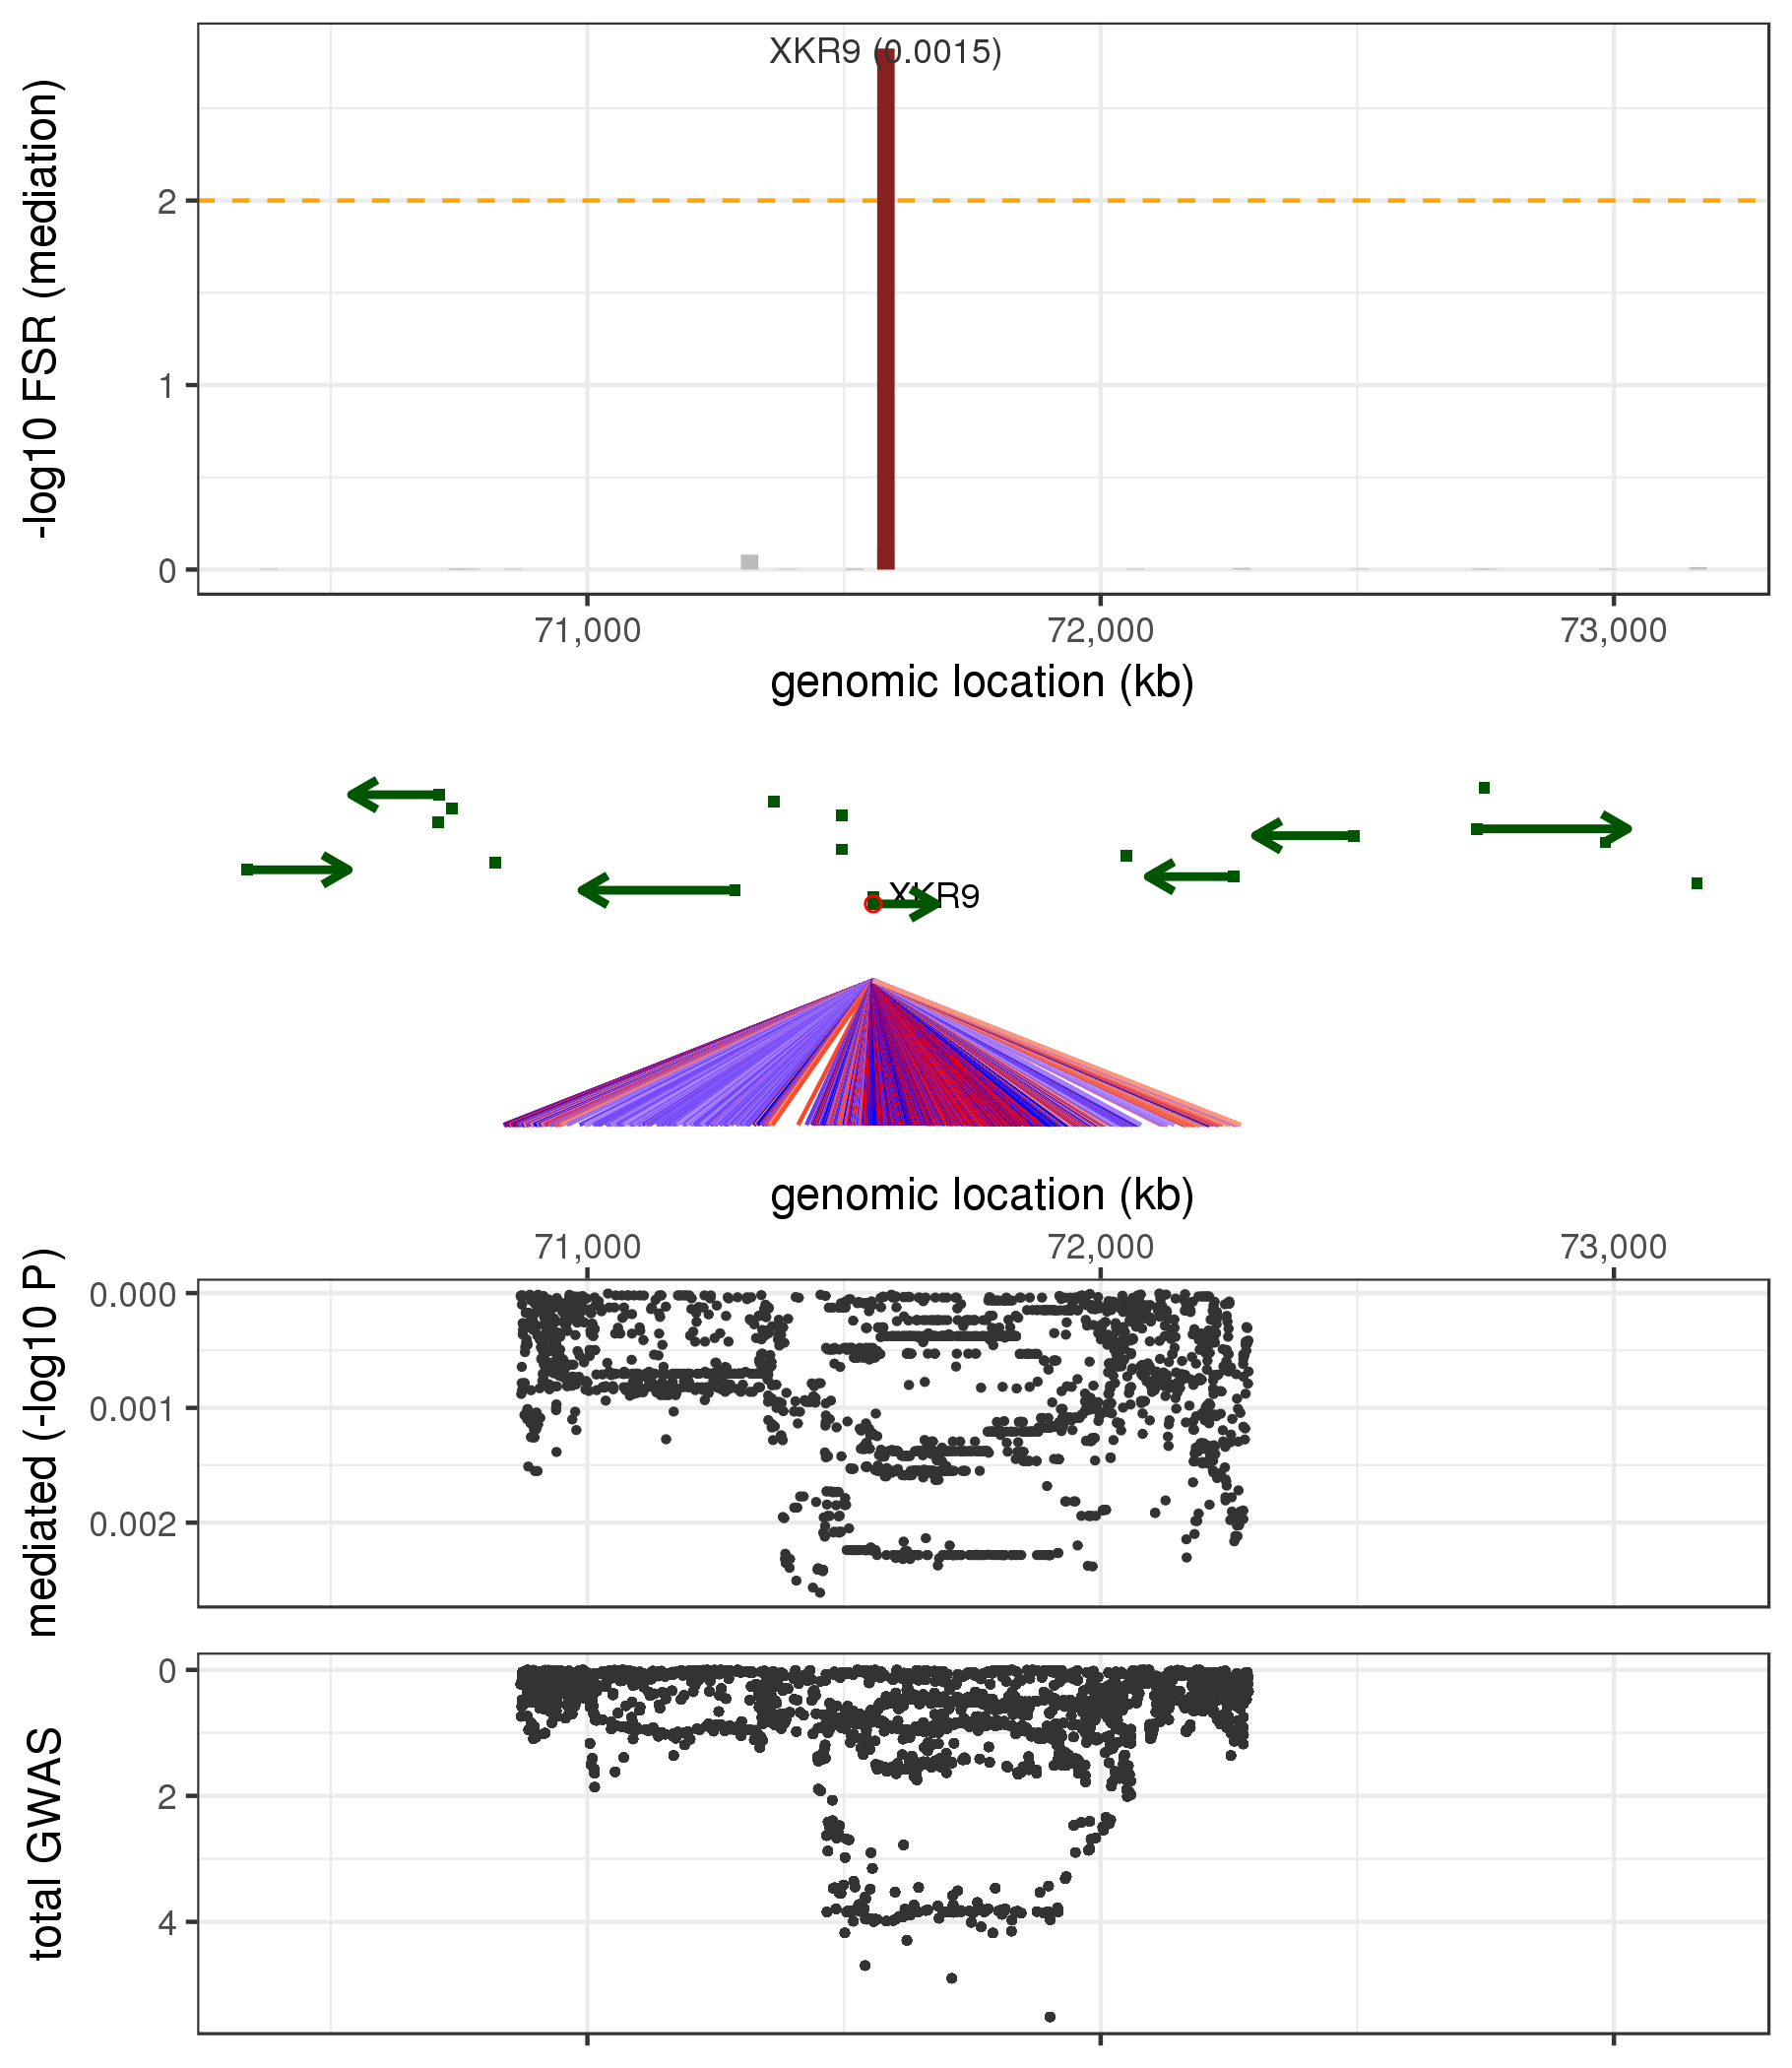 XKR9 (0.0015)
-log10 FSR (mediation)
2
1
0
71,000 72,000 73,000
genomic location (kb)
XKR9
genomic location (kb)
71,000 72,000 73,000
mediated (-log10 P)
0.000
0.001
0.002
total GWAS
0
2
4